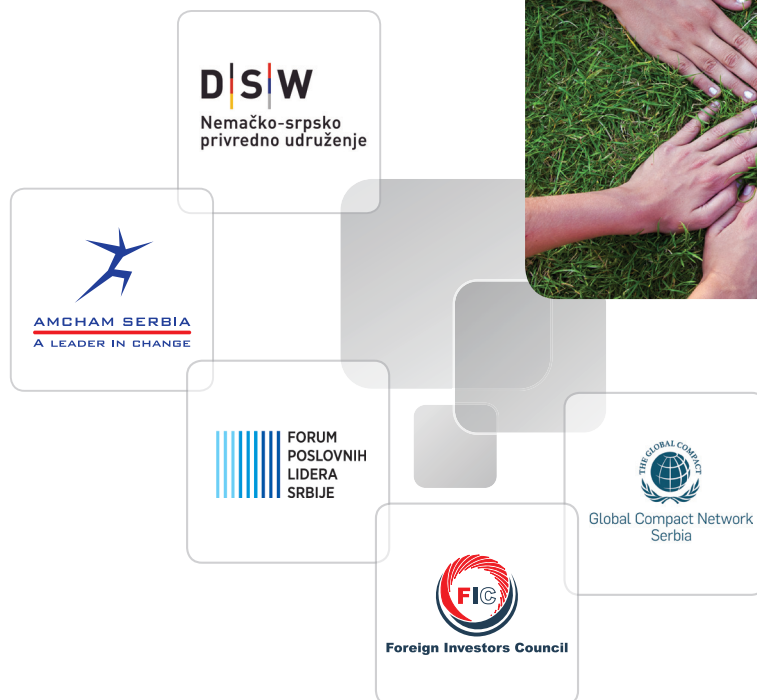 D|S|W
Nemačko-srpsko
privredno udruženje
AMCHAM SERBIA
A LEADER IN CHANGE
FORUM
POSLOVNIH
LIDERA
SRBIJE
THE GLOBAL COMPACT
Global Compact Network
Serbia
FIC
Foreign Investors Council